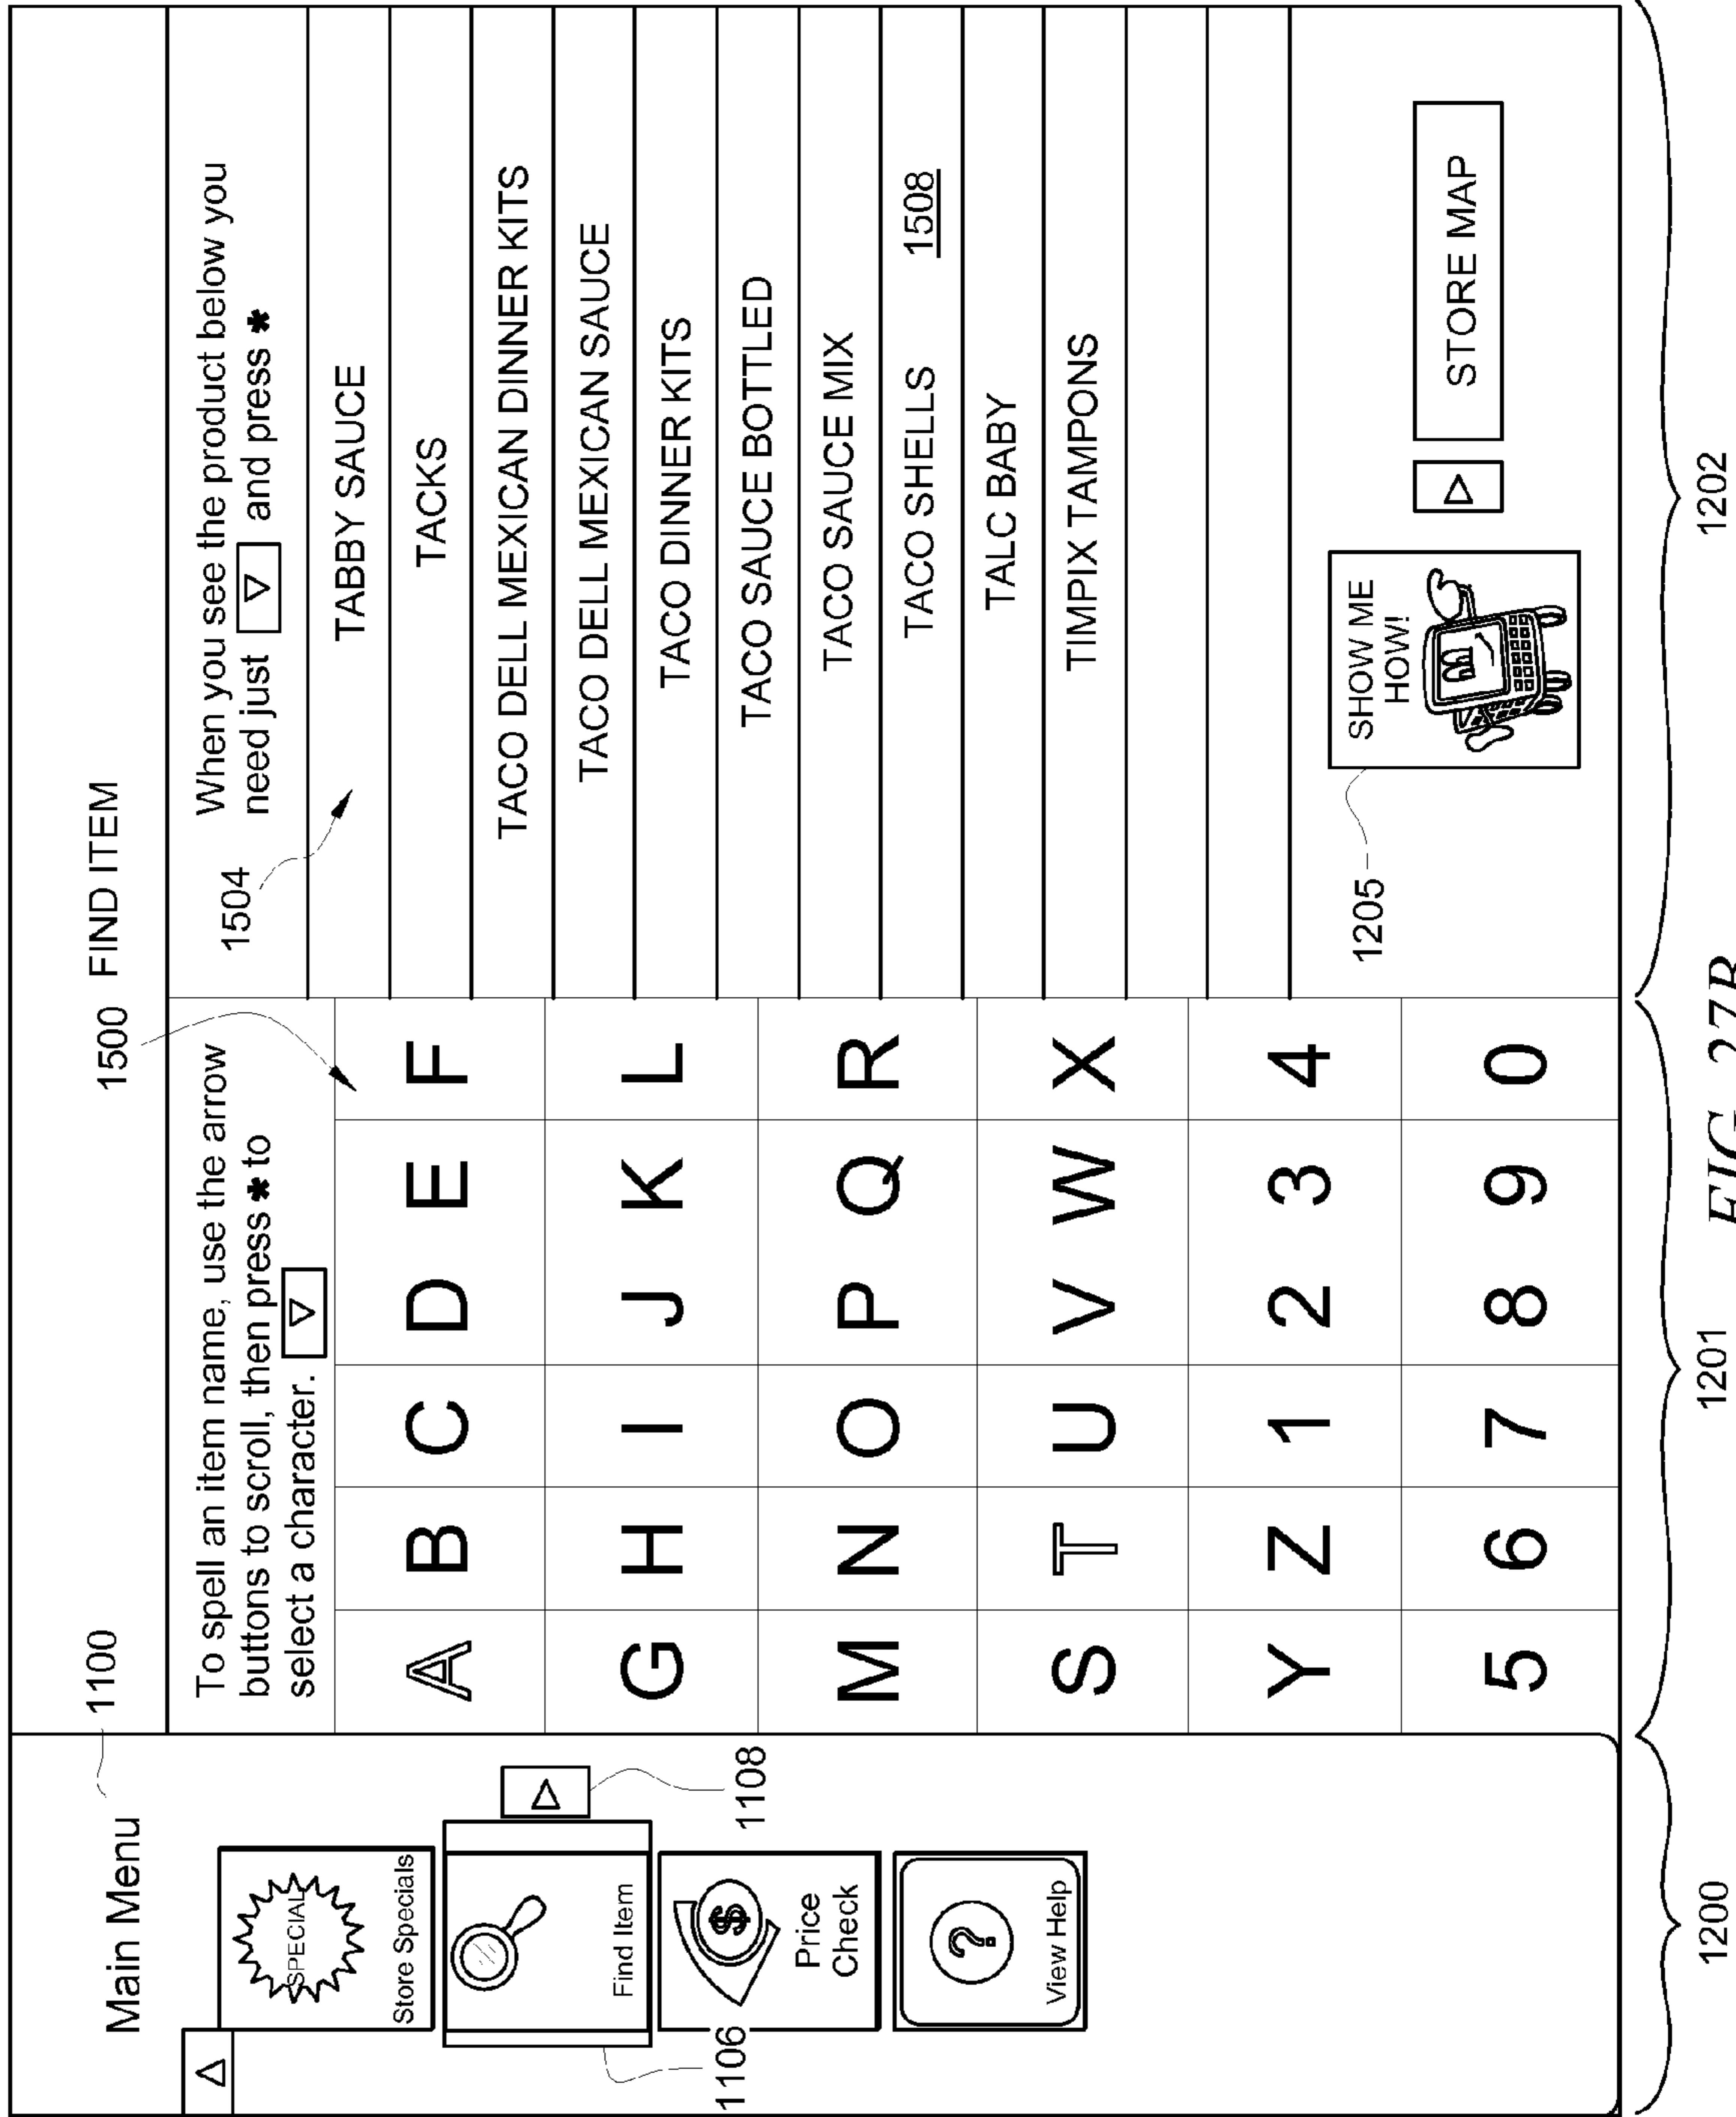 Main Menu
1100
SPECIAL
Store Specials
Find Item
1108
1106
Price
Check
?
View Help
1500
FIND ITEM
To spell an item name, use the arrow
buttons to scroll, then press * to
select a character.
A B C D E F
G H I J K L
M N O P Q R
S T U V W X
Y Z 1 2 3 4
5 6 7 8 9 0
1504
When you see the product below you
need just and press *
TABBY SAUCE
TACKS
TACO DELL MEXICAN DINNER KITS
TACO DELL MEXICAN SAUCE
TACO DINNER KITS
TACO SAUCE BOTTLED
TACO SAUCE MIX
TACO SHELLS 1508
TALC BABY
TIMPIX TAMPONS
1205
SHOW ME
HOW!
STORE MAP
1200
1201
1202
FIG. 27B